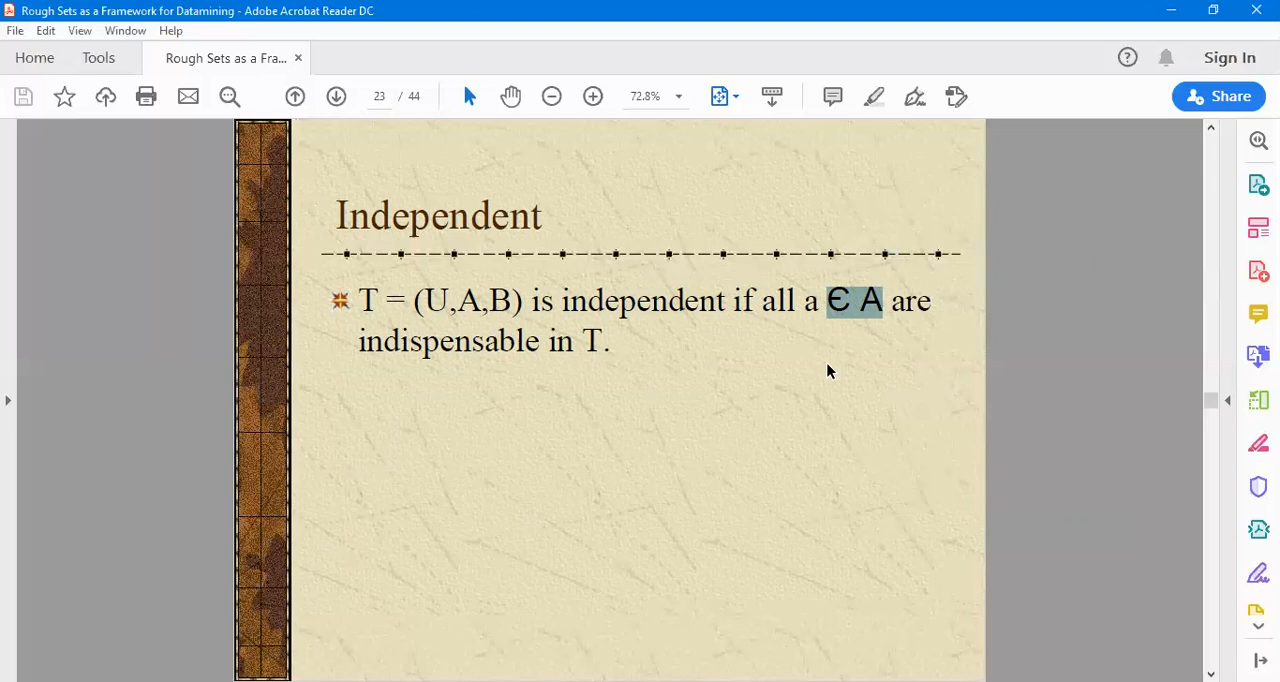 Rough Sets as a Framework for Datamining - Adobe Acrobat Reader DC
File Edit View Window Help
Home Tools Rough Sets as a Fra... × Sign In
23 / 44 72.8% Share
Independent
T = (U,A,B) is independent if all a Є A are
indispensable in T.